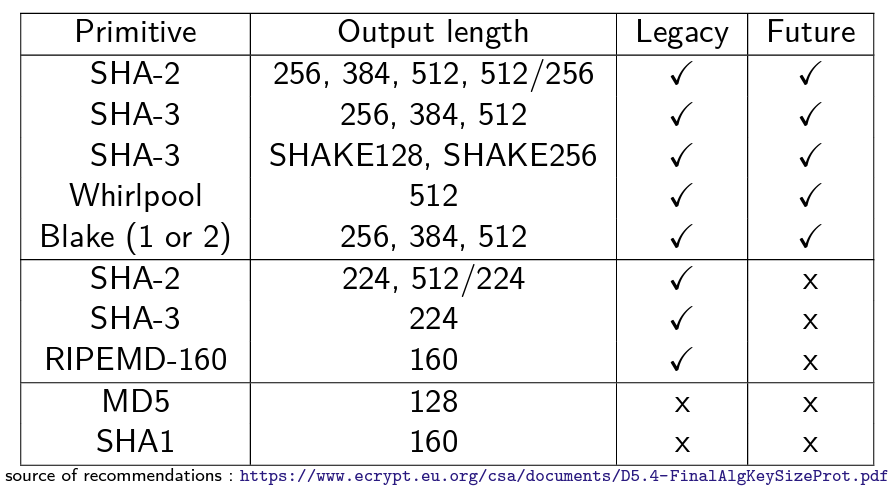 Primitive Output length Legacy Future
SHA-2 256, 384, 512, 512/256 ✓ ✓
SHA-3 256, 384, 512 ✓ ✓
SHA-3 SHAKE128, SHAKE256 ✓ ✓
Whirlpool 512 ✓ ✓
Blake (1 or 2) 256, 384, 512 ✓ ✓
SHA-2 224, 512/224 ✓ x
SHA-3 224 ✓ x
RIPEMD-160 160 ✓ x
MD5 128 x x
SHA1 160 x x
source of recommendations : https://www.ecrypt.eu.org/csa/documents/D5.4-FinalAlgKeySizeProt.pdf